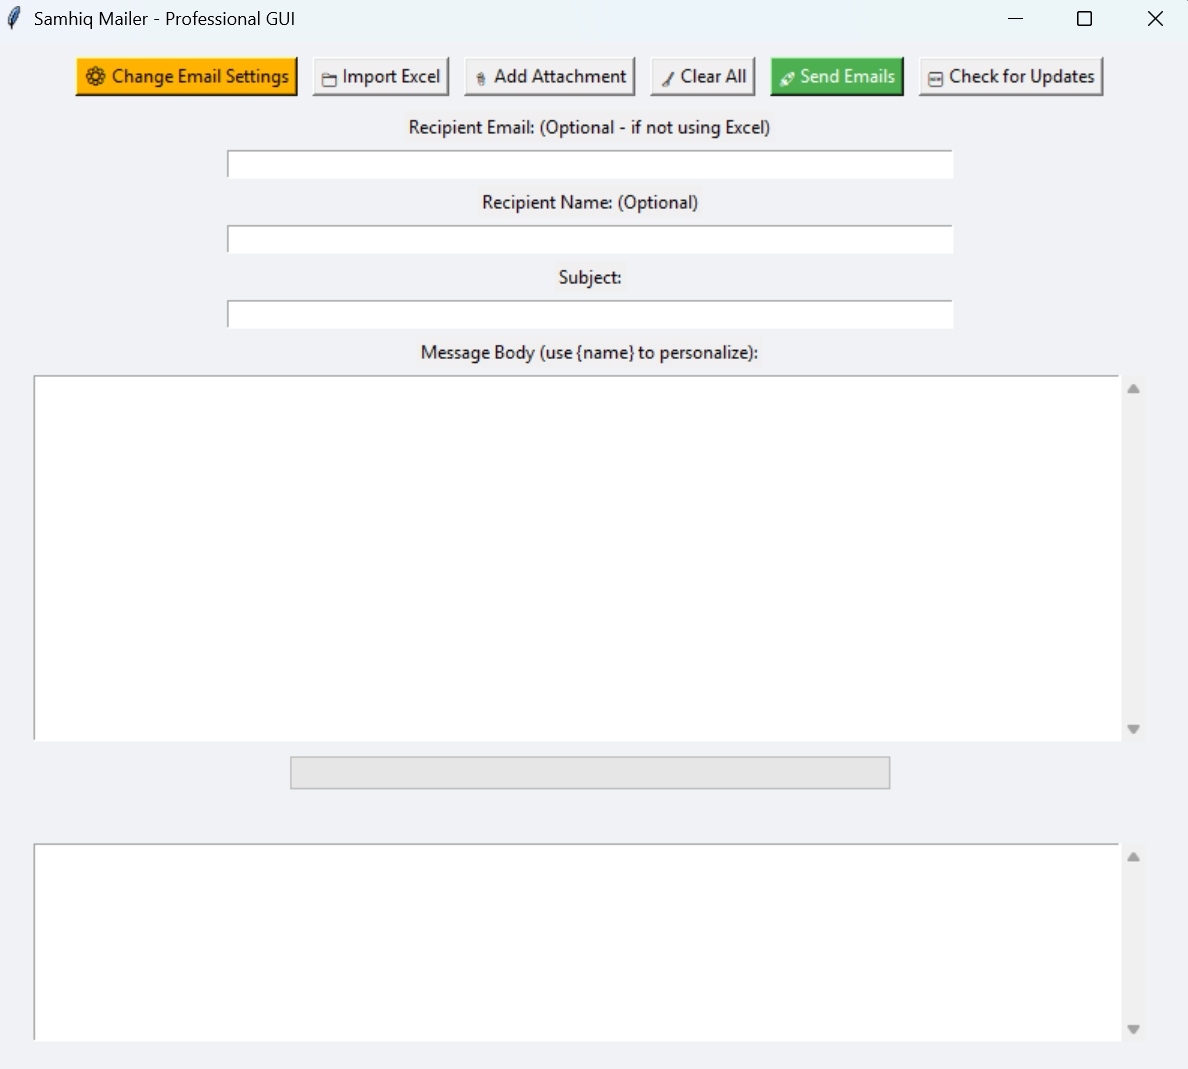 Samhiq Mailer - Professional GUI
Change Email Settings Import Excel Add Attachment Clear All Send Emails Check for Updates
Recipient Email: (Optional - if not using Excel)
Recipient Name: (Optional)
Subject:
Message Body (use {name} to personalize):